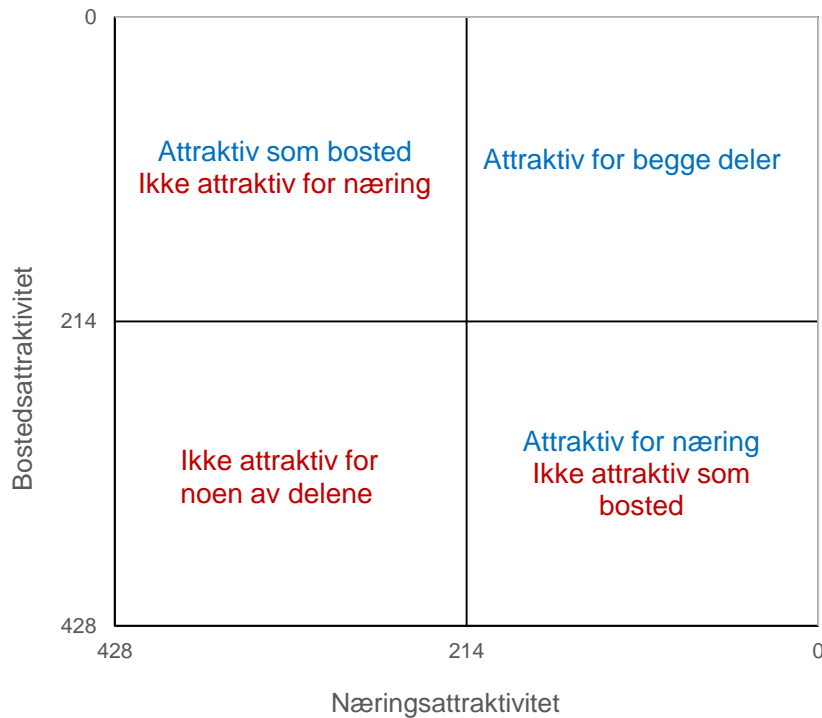 0
Attraktiv som bosted
Ikke attraktiv for næring
Attraktiv for begge deler
Bostedsattraktivitet
214
Ikke attraktiv for
noen av delene
Attraktiv for næring
Ikke attraktiv som
bosted
428
428
214
0
Næringsattraktivitet